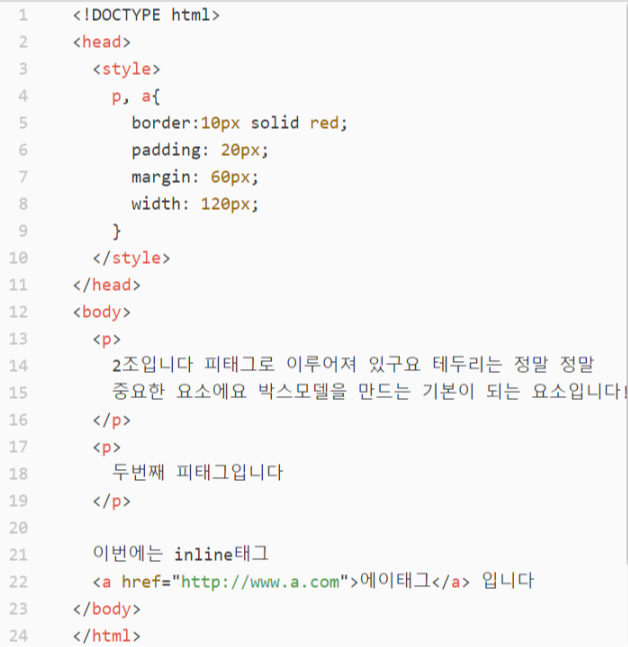 1 <!DOCTYPE html>
2 <head>
3 <style>
4 p, a{
5 border:10px solid red;
6 padding: 20px;
7 margin: 60px;
8 width: 120px;
9 }
10 </style>
11 </head>
12 <body>
13 <p>
14 2조입니다 피태그로 이루어져 있구요 테두리는 정말 정말
15 중요한 요소에요 박스모델을 만드는 기본이 되는 요소입니다!
16 </p>
17 <p>
18 두번째 피태그입니다
19 </p>
20
21 이번에는 inline태그
22 <a href="http://www.a.com">에이태그</a> 입니다
23 </body>
24 </html>